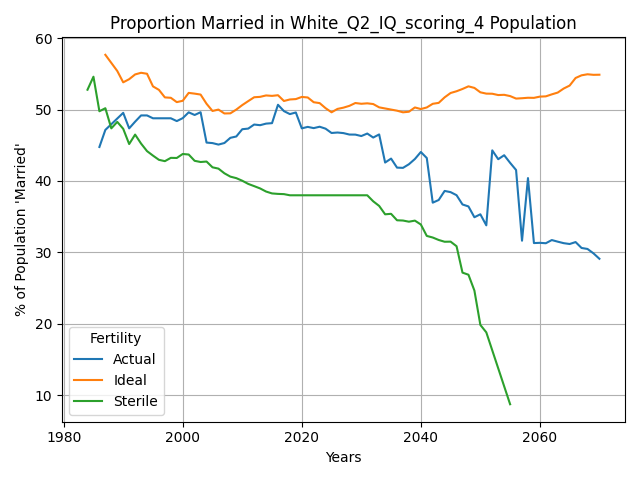 Proportion Married in White_Q2_IQ_scoring_4 Population
% of Population 'Married'
60
50
40
30
20
10
Fertility
Actual
Ideal
Sterile
1980
2000
2020
2040
2060
Years